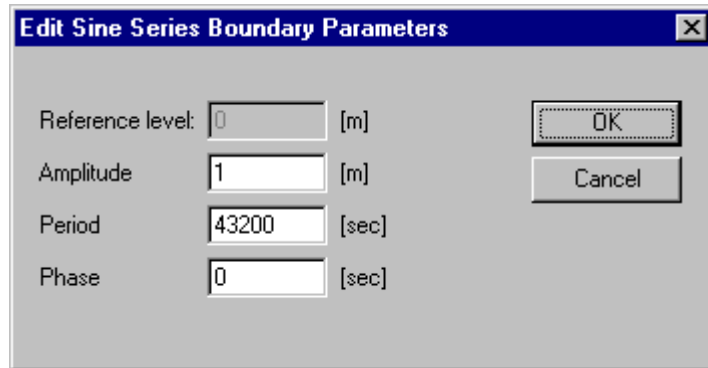 Edit Sine Series Boundary Parameters
Reference level: 0 [m] OK
Amplitude 1 [m] Cancel
Period 43200 [sec]
Phase 0 [sec]